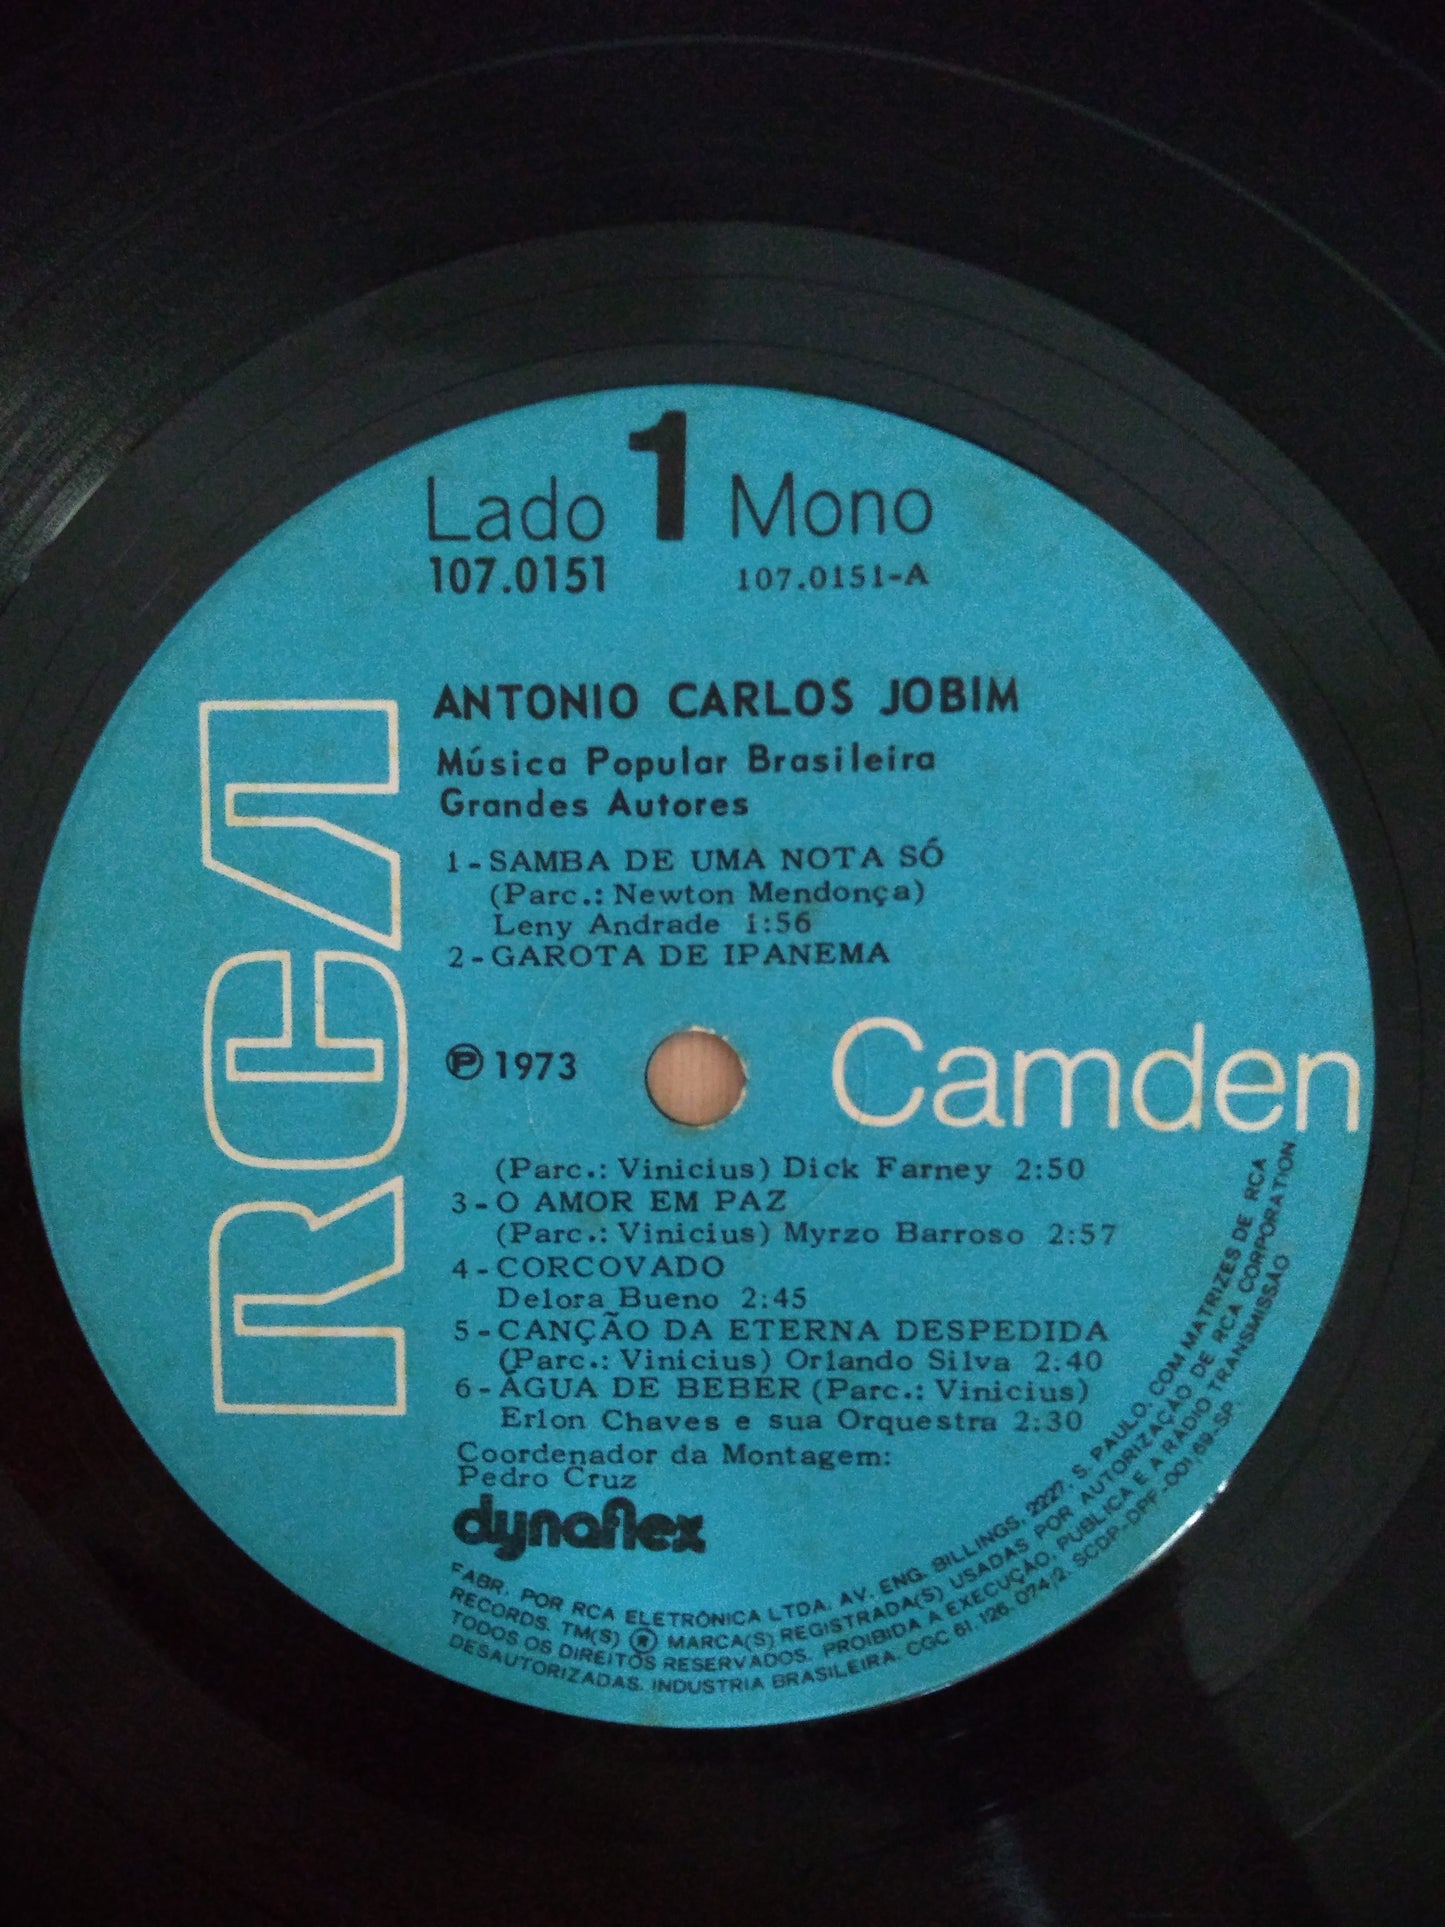 Lado 1 Mono
107.0151 107.0151-A
ANTONIO CARLOS JOBIM
Música Popular Brasileira
Grandes Autores
1-SAMBA DE UMA NOTA SÓ
(Parc.: Newton Mendonça)
Leny Andrade 1:56
2-GAROTA DE IPANEMA
RCA
℗ 1973
Camden
(Parc.: Vinicius) Dick Farney 2:50
3-O AMOR EM PAZ
(Parc.: Vinicius) Myrzo Barroso 2:57
4-CORCOVADO
Delora Bueno 2:45
5-CANÇÃO DA ETERNA DESPEDIDA
(Parc.: Vinicius) Orlando Silva 2:40
6-ÁGUA DE BEBER (Parc.: Vinicius)
Erlon Chaves e sua Orquestra 2:30
Coordenador da Montagem:
Pedro Cruz
dynaflex
FABR. POR RCA ELETRÔNICA LTDA. AV. ENG. BILLINGS, 2227, S. PAULO, COM MATRIZES DE RCA
RECORDS. TM(S) ® MARCA(S) REGISTRADA(S) USADAS POR AUTORIZAÇÃO DE RCA CORPORATION
TODOS OS DIREITOS RESERVADOS. PROIBIDA A EXECUÇÃO, PUBLICA E A RÁDIO TRANSMISSÃO
DESAUTORIZADAS. INDUSTRIA BRASILEIRA. CGC 61.126.074/2. SCDP-DPF-001/69-SP.